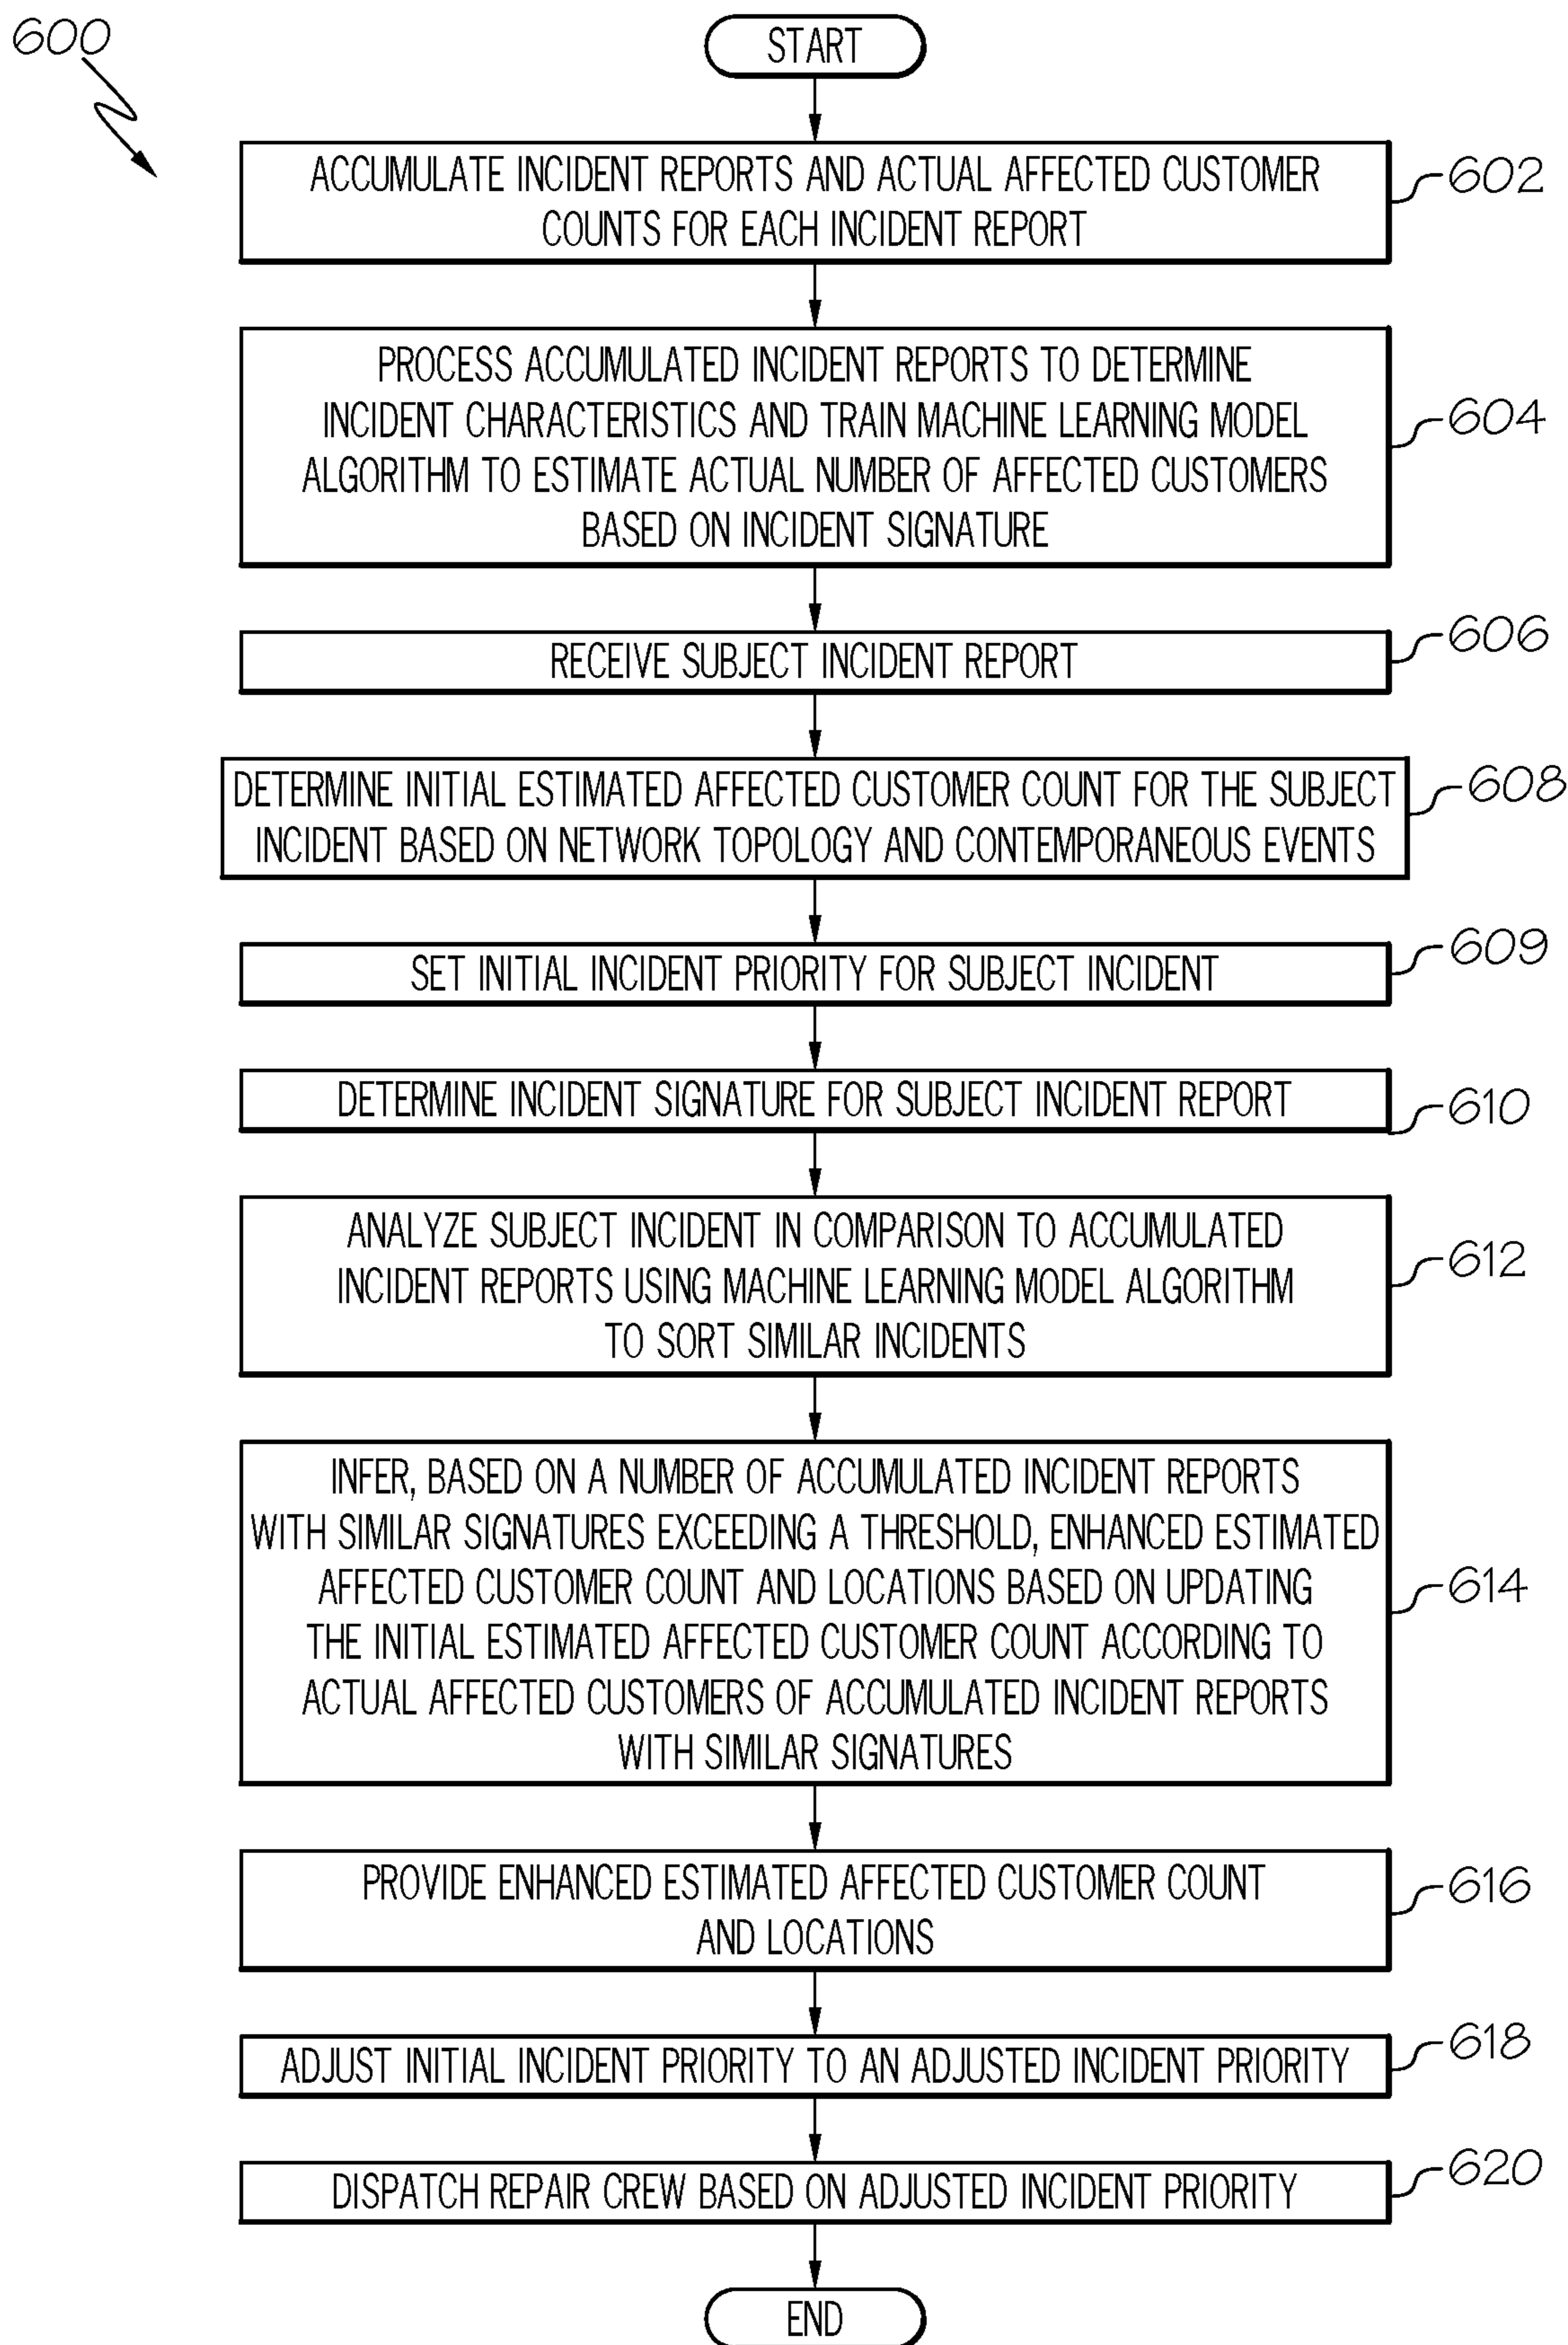 600
START
ACCUMULATE INCIDENT REPORTS AND ACTUAL AFFECTED CUSTOMER
COUNTS FOR EACH INCIDENT REPORT
602
PROCESS ACCUMULATED INCIDENT REPORTS TO DETERMINE
INCIDENT CHARACTERISTICS AND TRAIN MACHINE LEARNING MODEL
ALGORITHM TO ESTIMATE ACTUAL NUMBER OF AFFECTED CUSTOMERS
BASED ON INCIDENT SIGNATURE
604
RECEIVE SUBJECT INCIDENT REPORT
606
DETERMINE INITIAL ESTIMATED AFFECTED CUSTOMER COUNT FOR THE SUBJECT
INCIDENT BASED ON NETWORK TOPOLOGY AND CONTEMPORANEOUS EVENTS
608
SET INITIAL INCIDENT PRIORITY FOR SUBJECT INCIDENT
609
DETERMINE INCIDENT SIGNATURE FOR SUBJECT INCIDENT REPORT
610
ANALYZE SUBJECT INCIDENT IN COMPARISON TO ACCUMULATED
INCIDENT REPORTS USING MACHINE LEARNING MODEL ALGORITHM
TO SORT SIMILAR INCIDENTS
612
INFER, BASED ON A NUMBER OF ACCUMULATED INCIDENT REPORTS
WITH SIMILAR SIGNATURES EXCEEDING A THRESHOLD, ENHANCED ESTIMATED
AFFECTED CUSTOMER COUNT AND LOCATIONS BASED ON UPDATING
THE INITIAL ESTIMATED AFFECTED CUSTOMER COUNT ACCORDING TO
ACTUAL AFFECTED CUSTOMERS OF ACCUMULATED INCIDENT REPORTS
WITH SIMILAR SIGNATURES
614
PROVIDE ENHANCED ESTIMATED AFFECTED CUSTOMER COUNT
AND LOCATIONS
616
ADJUST INITIAL INCIDENT PRIORITY TO AN ADJUSTED INCIDENT PRIORITY
618
DISPATCH REPAIR CREW BASED ON ADJUSTED INCIDENT PRIORITY
620
END